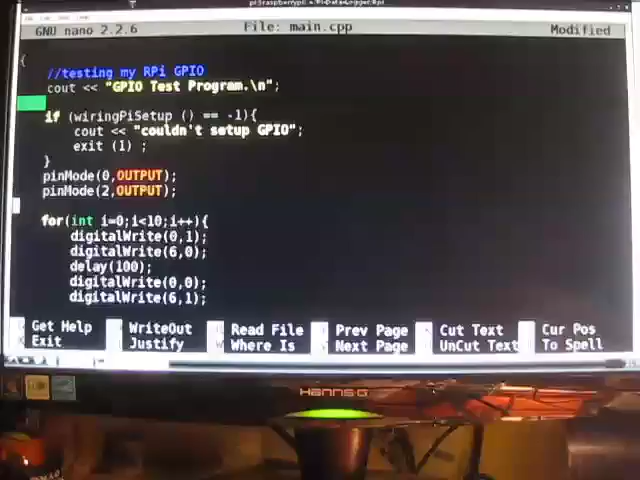 GNU nano 2.2.6 File: main.cpp Modified
{
//testing my RPi GPIO
cout << "GPIO Test Program.\n";
if (wiringPiSetup () == -1){
cout << "couldn't setup GPIO";
exit (1) ;
}
pinMode(0,OUTPUT);
pinMode(2,OUTPUT);
for(int i=0;i<10;i++){
digitalWrite(0,1);
digitalWrite(6,0);
delay(100);
digitalWrite(0,0);
digitalWrite(6,1);
Get Help WriteOut Read File Prev Page Cut Text Cur Pos
Exit Justify Where Is Next Page UnCut Text To Spell
HANNS.G